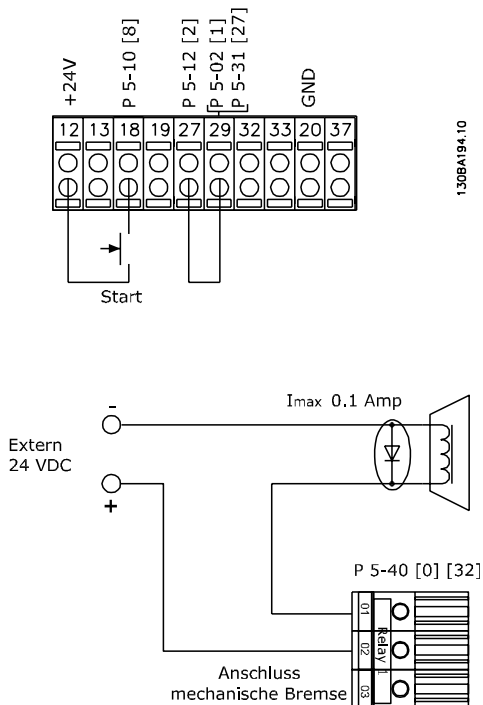 +24V
P 5-10 [8]
P 5-12 [2]
P 5-02 [1]
P 5-31 [27]
GND
12 13 18 19 27 29 32 33 20 37
130BA194.10
Start
Imax 0.1 Amp
-
Extern
24 VDC
+
P 5-40 [0] [32]
01
02
03
Relay 1
Anschluss
mechanische Bremse